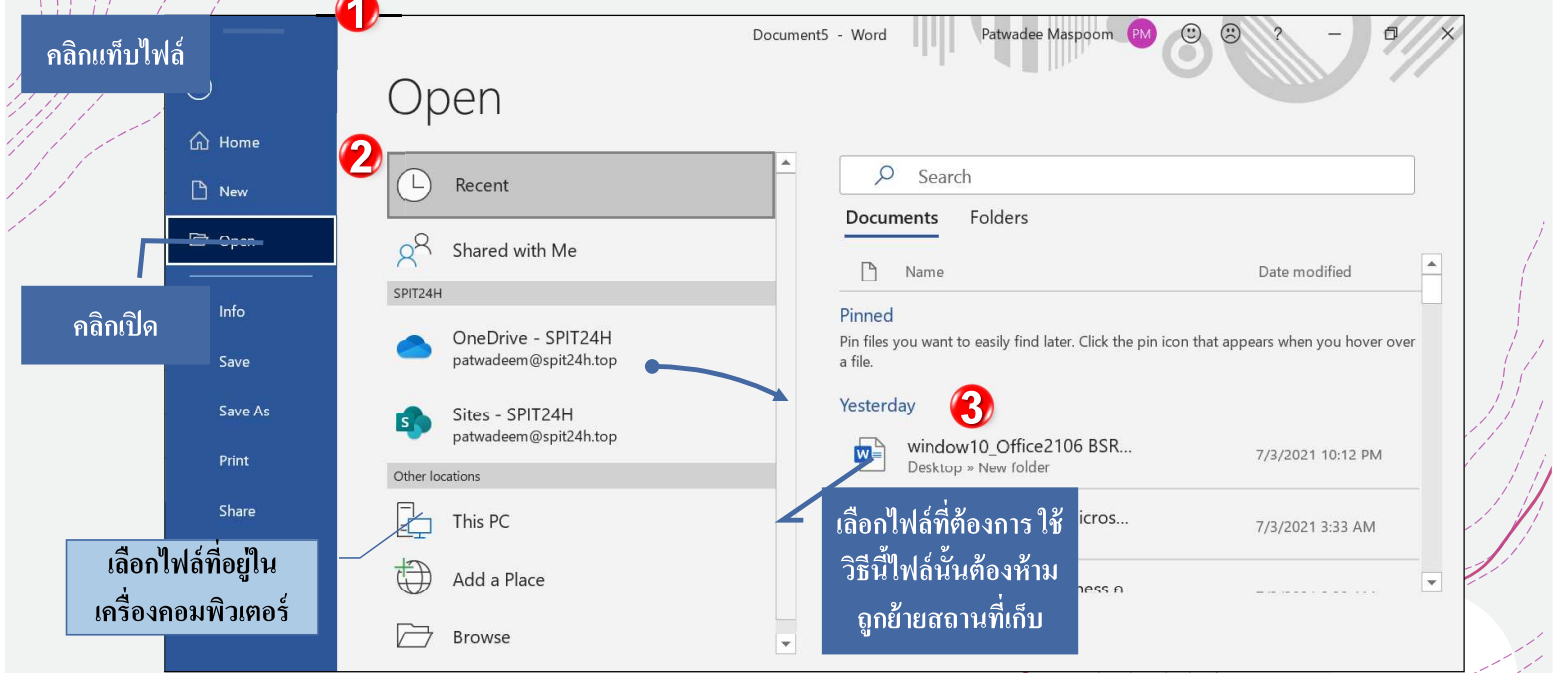 1
คลิกแท็บไฟล์
Document5 - Word
Patwadee Maspoom
PM
?
Open
Home
New
Open
คลิกเปิด
Info
Save
Save As
Print
Share
เลือกไฟล์ที่อยู่ใน
เครื่องคอมพิวเตอร์
2
Recent
Shared with Me
SPIT24H
OneDrive - SPIT24H
patwadeem@spit24h.top
S
Sites - SPIT24H
patwadeem@spit24h.top
Other locations
This PC
Add a Place
Browse
Search
Documents Folders
Name Date modified
Pinned
Pin files you want to easily find later. Click the pin icon that appears when you hover over
a file.
Yesterday
3
W
window10_Office2106 BSR...
Desktop » New folder
7/3/2021 10:12 PM
icros...
7/3/2021 3:33 AM
เลือกไฟล์ที่ต้องการ ใช้
วิธีนี้ไฟล์นั้นต้องห้าม
ถูกย้ายสถานที่เก็บ